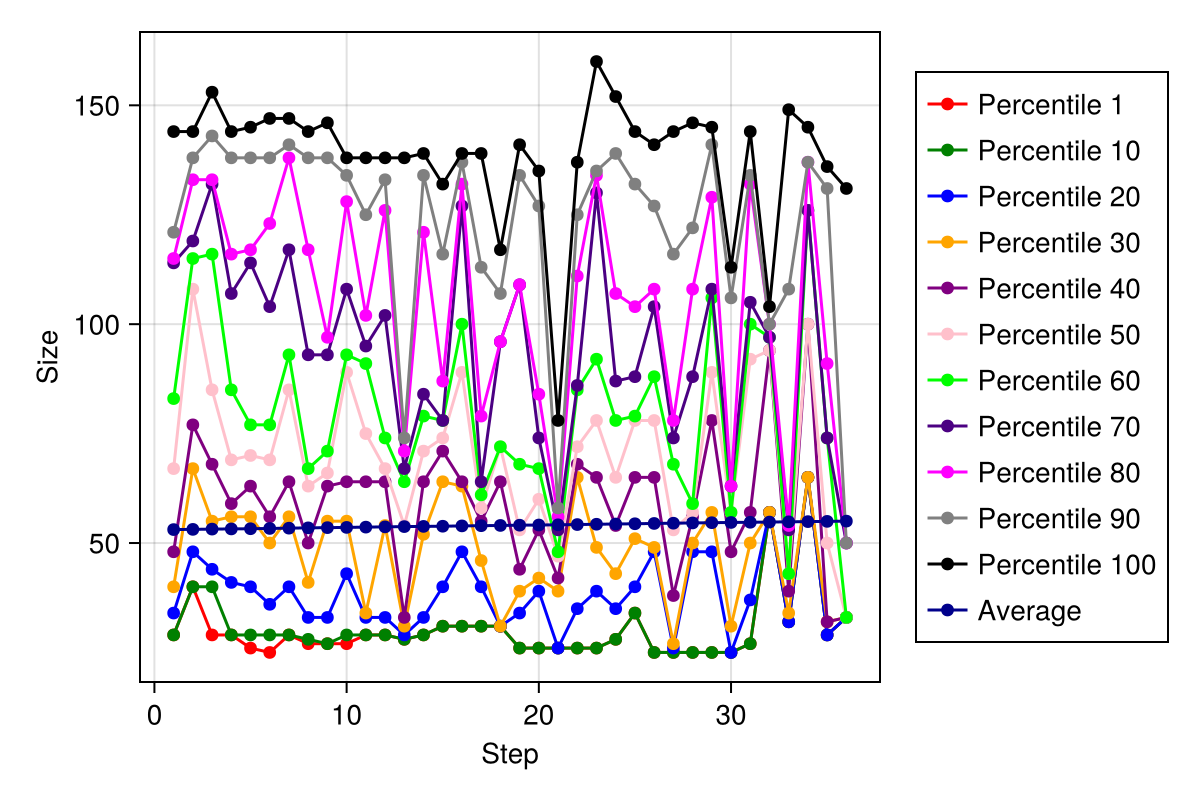 150
100
50
Size
0
10
20
30
Step
Percentile 1
Percentile 10
Percentile 20
Percentile 30
Percentile 40
Percentile 50
Percentile 60
Percentile 70
Percentile 80
Percentile 90
Percentile 100
Average